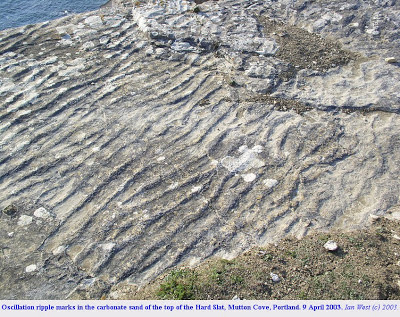 Oscillation ripple marks in the carbonate sand of the top of the Hard Slat, Mutton Cove, Portland. 9 April 2003. Ian West (c) 2003.